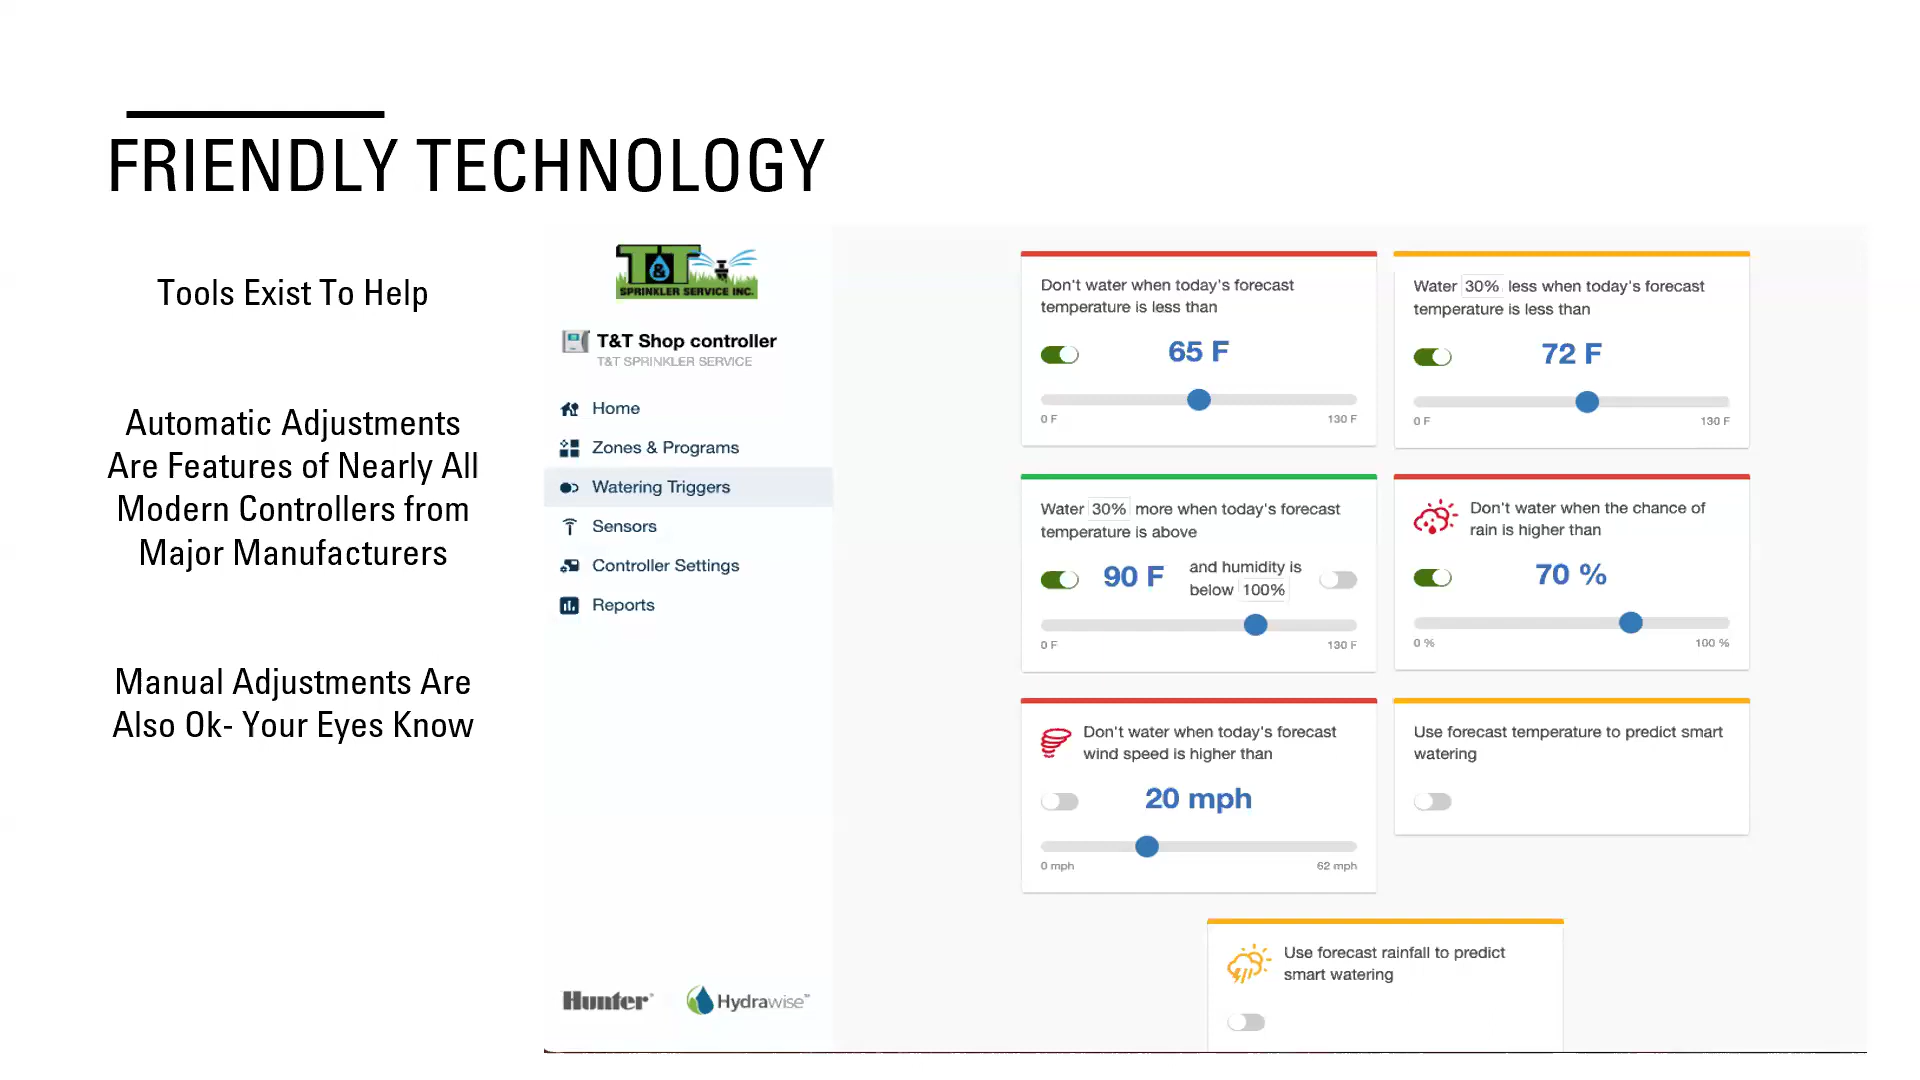 FRIENDLY TECHNOLOGY
Tools Exist To Help
Automatic Adjustments
Are Features of Nearly All
Modern Controllers from
Major Manufacturers
Manual Adjustments Are
Also Ok- Your Eyes Know
T&T
SPRINKLER SERVICE INC.
T&T Shop controller
T&T SPRINKLER SERVICE
Home
Zones & Programs
Watering Triggers
Sensors
Controller Settings
Reports
Hunter®
Hydrawise™
Don't water when today's forecast
temperature is less than
65 F
0 F 130 F
Water 30% less when today's forecast
temperature is less than
72 F
0 F 130 F
Water 30% more when today's forecast
temperature is above
90 F
and humidity is
below 100%
0 F 130 F
Don't water when the chance of
rain is higher than
70 %
0 % 100 %
Don't water when today's forecast
wind speed is higher than
20 mph
0 mph 62 mph
Use forecast temperature to predict smart
watering
Use forecast rainfall to predict
smart watering